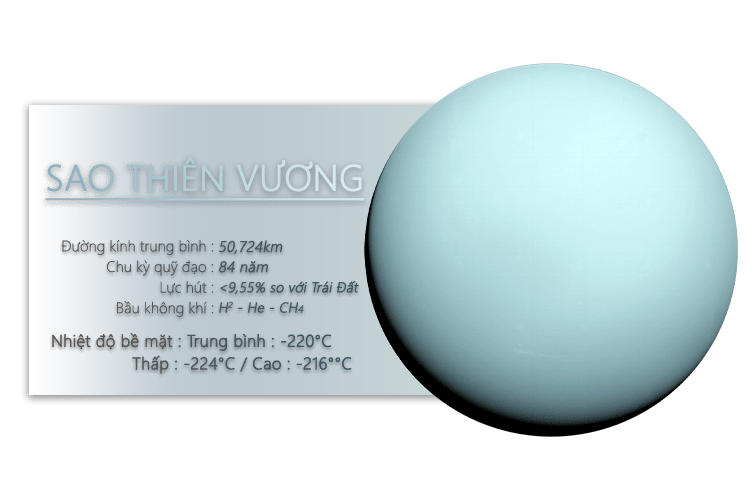 SAO THIÊN VƯƠNG
Đường kính trung bình : 50,724km
Chu kỳ quỹ đạo : 84 năm
Lực hút : <9,55% so với Trái Đất
Bầu không khí : H² - He - CH₄
Nhiệt độ bề mặt : Trung bình : -220°C
Thấp : -224°C / Cao : -216°°C